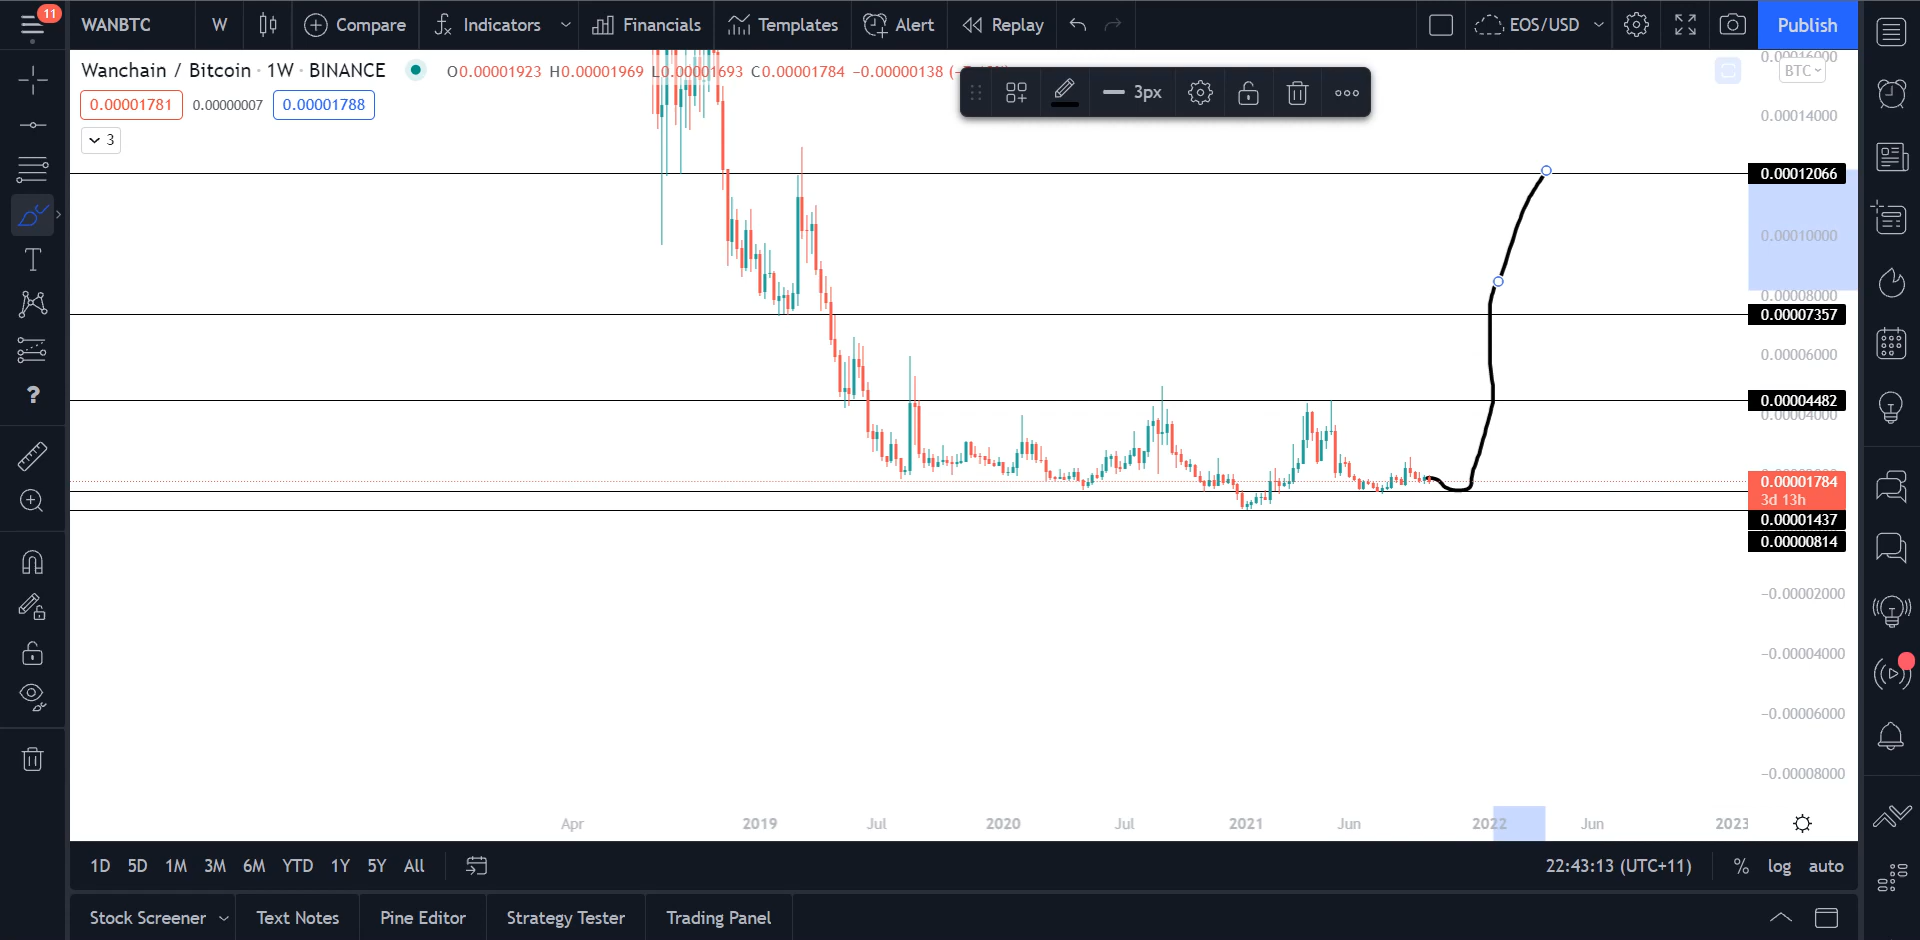 11
WANBTC W Compare Indicators Financials Templates Alert Replay EOS/USD Publish
Wanchain / Bitcoin · 1W · BINANCE O0.00001923 H0.00001969 L0.00001693 C0.00001784 −0.00000138
0.00001781 0.00000007 0.00001788
3
3px
BTC
0.00016000
0.00014000
0.00012066
0.00010000
0.00008000
0.00007357
0.00006000
0.00004482
0.00004000
0.00001784
3d 13h
0.00001437
0.00000814
−0.00002000
−0.00004000
−0.00006000
−0.00008000
Apr 2019 Jul 2020 Jul 2021 Jun 2022 Jun 2023
1D 5D 1M 3M 6M YTD 1Y 5Y All 22:43:13 (UTC+11) % log auto
Stock Screener Text Notes Pine Editor Strategy Tester Trading Panel